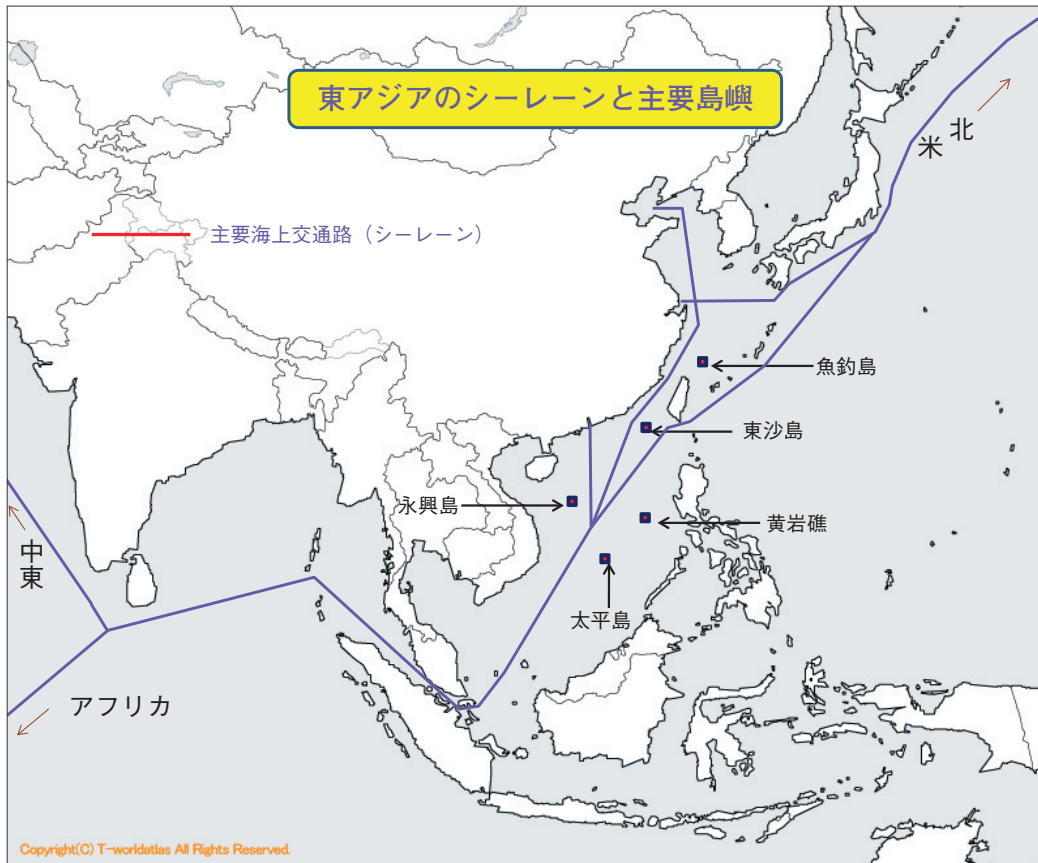 東アジアのシーレーンと主要島嶼
北米
主要海上交通路（シーレーン）
魚釣島
東沙島
永興島
黄岩礁
中東
太平島
アフリカ
Copyright(C) T-worldatlas All Rights Reserved.